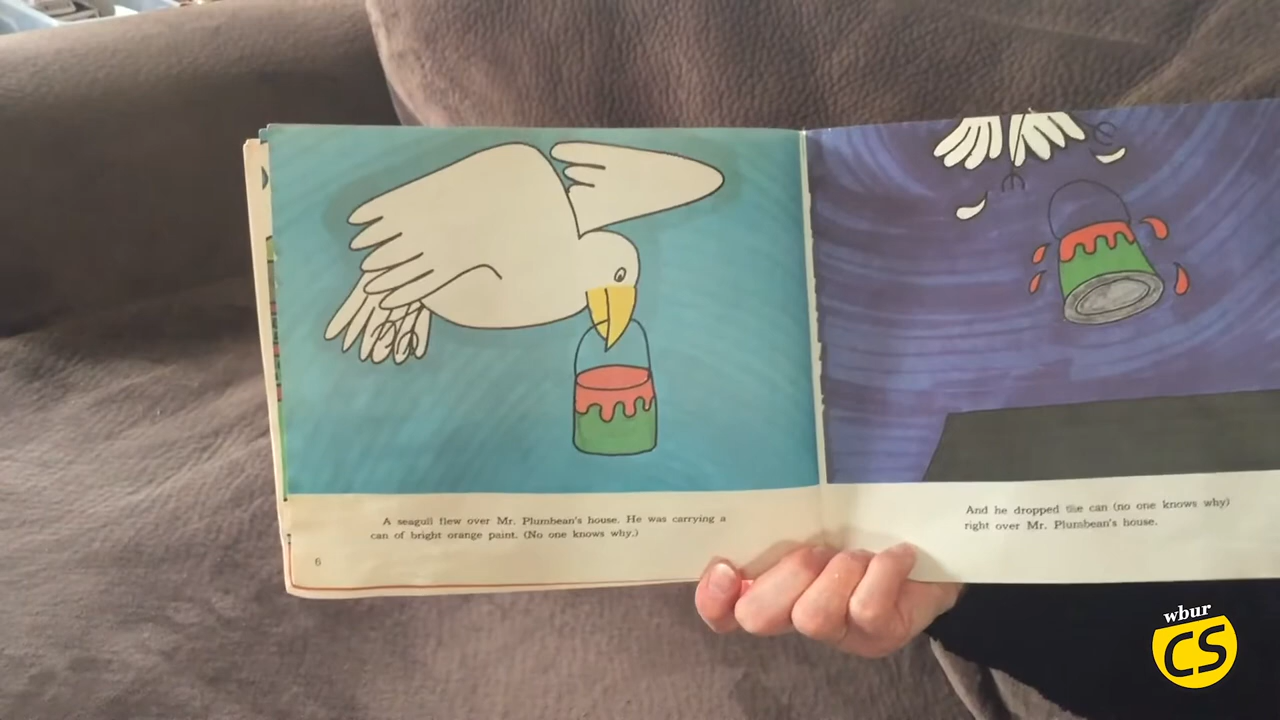 A seagull flew over Mr. Plumbean's house. He was carrying a
can of bright orange paint. (No one knows why.)
6
And he dropped the can (no one knows why)
right over Mr. Plumbean's house.
wbur
CS